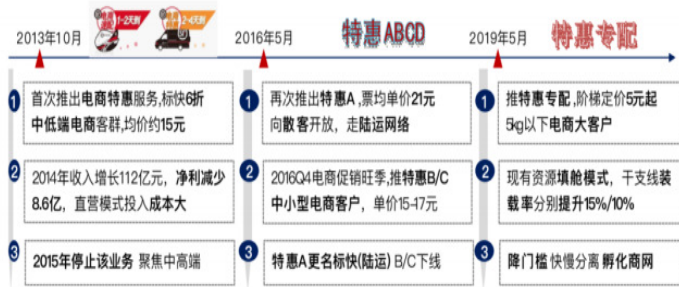 2013年10月
1-2天到
2-4天到
2016年5月
特惠ABCD
2019年5月
特惠专配
1
首次推出电商特惠服务,标快6折
中低端电商客群,均价约15元
2
2014年收入增长112亿元，净利减少
8.6亿，直营模式投入成本大
3
2015年停止该业务 聚焦中高端
1
再次推出特惠A ,票均单价21元
向散客开放，走陆运网络
2
2016Q4电商促销旺季,推特惠B/C
中小型电商客户，单价15-17元
3
特惠A更名标快(陆运) B/C下线
1
推特惠专配 ,阶梯定价5元起
5kg以下电商大客户
2
现有资源填舱模式，干支线装
载率分别提升15%/10%
3
降门槛 快慢分离 孵化商网